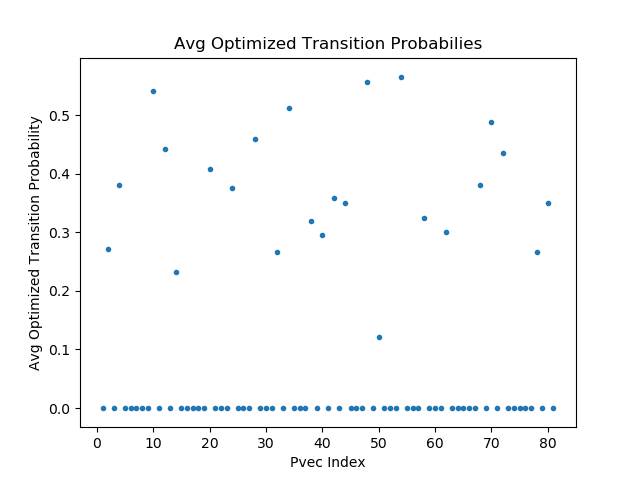 Avg Optimized Transition Probabilies
Avg Optimized Transition Probability
0.5
0.4
0.3
0.2
0.1
0.0
0 10 20 30 40 50 60 70 80
Pvec Index